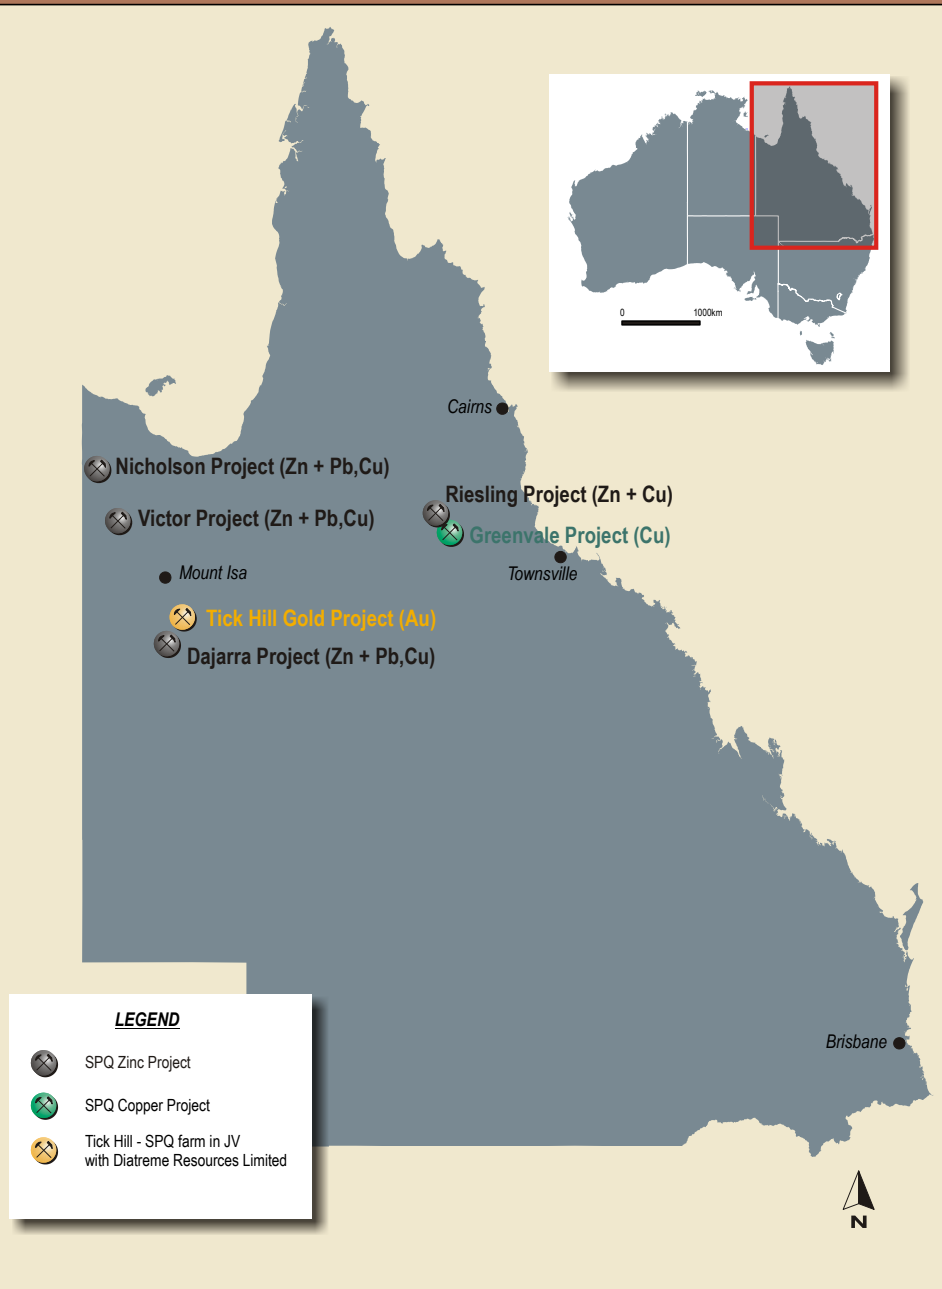 0 1000km
Cairns
Nicholson Project (Zn + Pb,Cu)
Riesling Project (Zn + Cu)
Victor Project (Zn + Pb,Cu)
Greenvale Project (Cu)
Mount Isa
Townsville
Tick Hill Gold Project (Au)
Dajarra Project (Zn + Pb,Cu)
LEGEND
SPQ Zinc Project
SPQ Copper Project
Tick Hill - SPQ farm in JV
with Diatreme Resources Limited
Brisbane
N